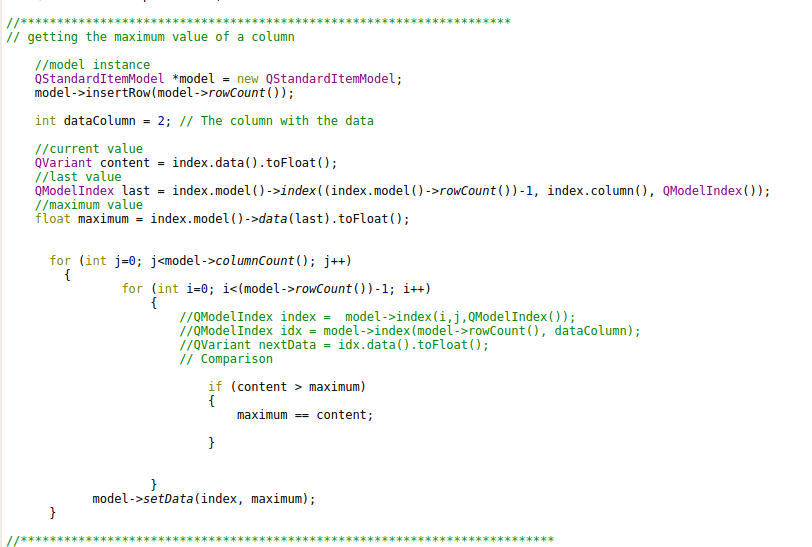 //********************************************************************
// getting the maximum value of a column
//model instance
QStandardItemModel *model = new QStandardItemModel;
model->insertRow(model->rowCount());
int dataColumn = 2; // The column with the data
//current value
QVariant content = index.data().toFloat();
//last value
QModelIndex last = index.model()->index((index.model()->rowCount())-1, index.column(), QModelIndex());
//maximum value
float maximum = index.model()->data(last).toFloat();
for (int j=0; j<model->columnCount(); j++)
{
for (int i=0; i<(model->rowCount())-1; i++)
{
//QModelIndex index =  model->index(i,j,QModelIndex());
//QModelIndex idx = model->index(model->rowCount(), dataColumn);
//QVariant nextData = idx.data().toFloat();
// Comparison
if (content > maximum)
{
maximum == content;
}
}
model->setData(index, maximum);
}
//**************************************************************************